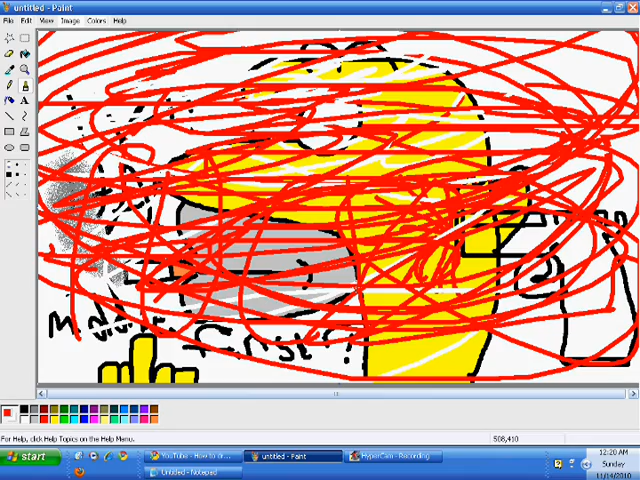 untitled - Paint
File Edit View Image Colors Help
For Help, click Help Topics on the Help Menu.
508,410
start
YouTube - How to dr...
untitled - Paint
HyperCam - Recording
Untitled - Notepad
12:20 AM
Sunday
11/14/2010